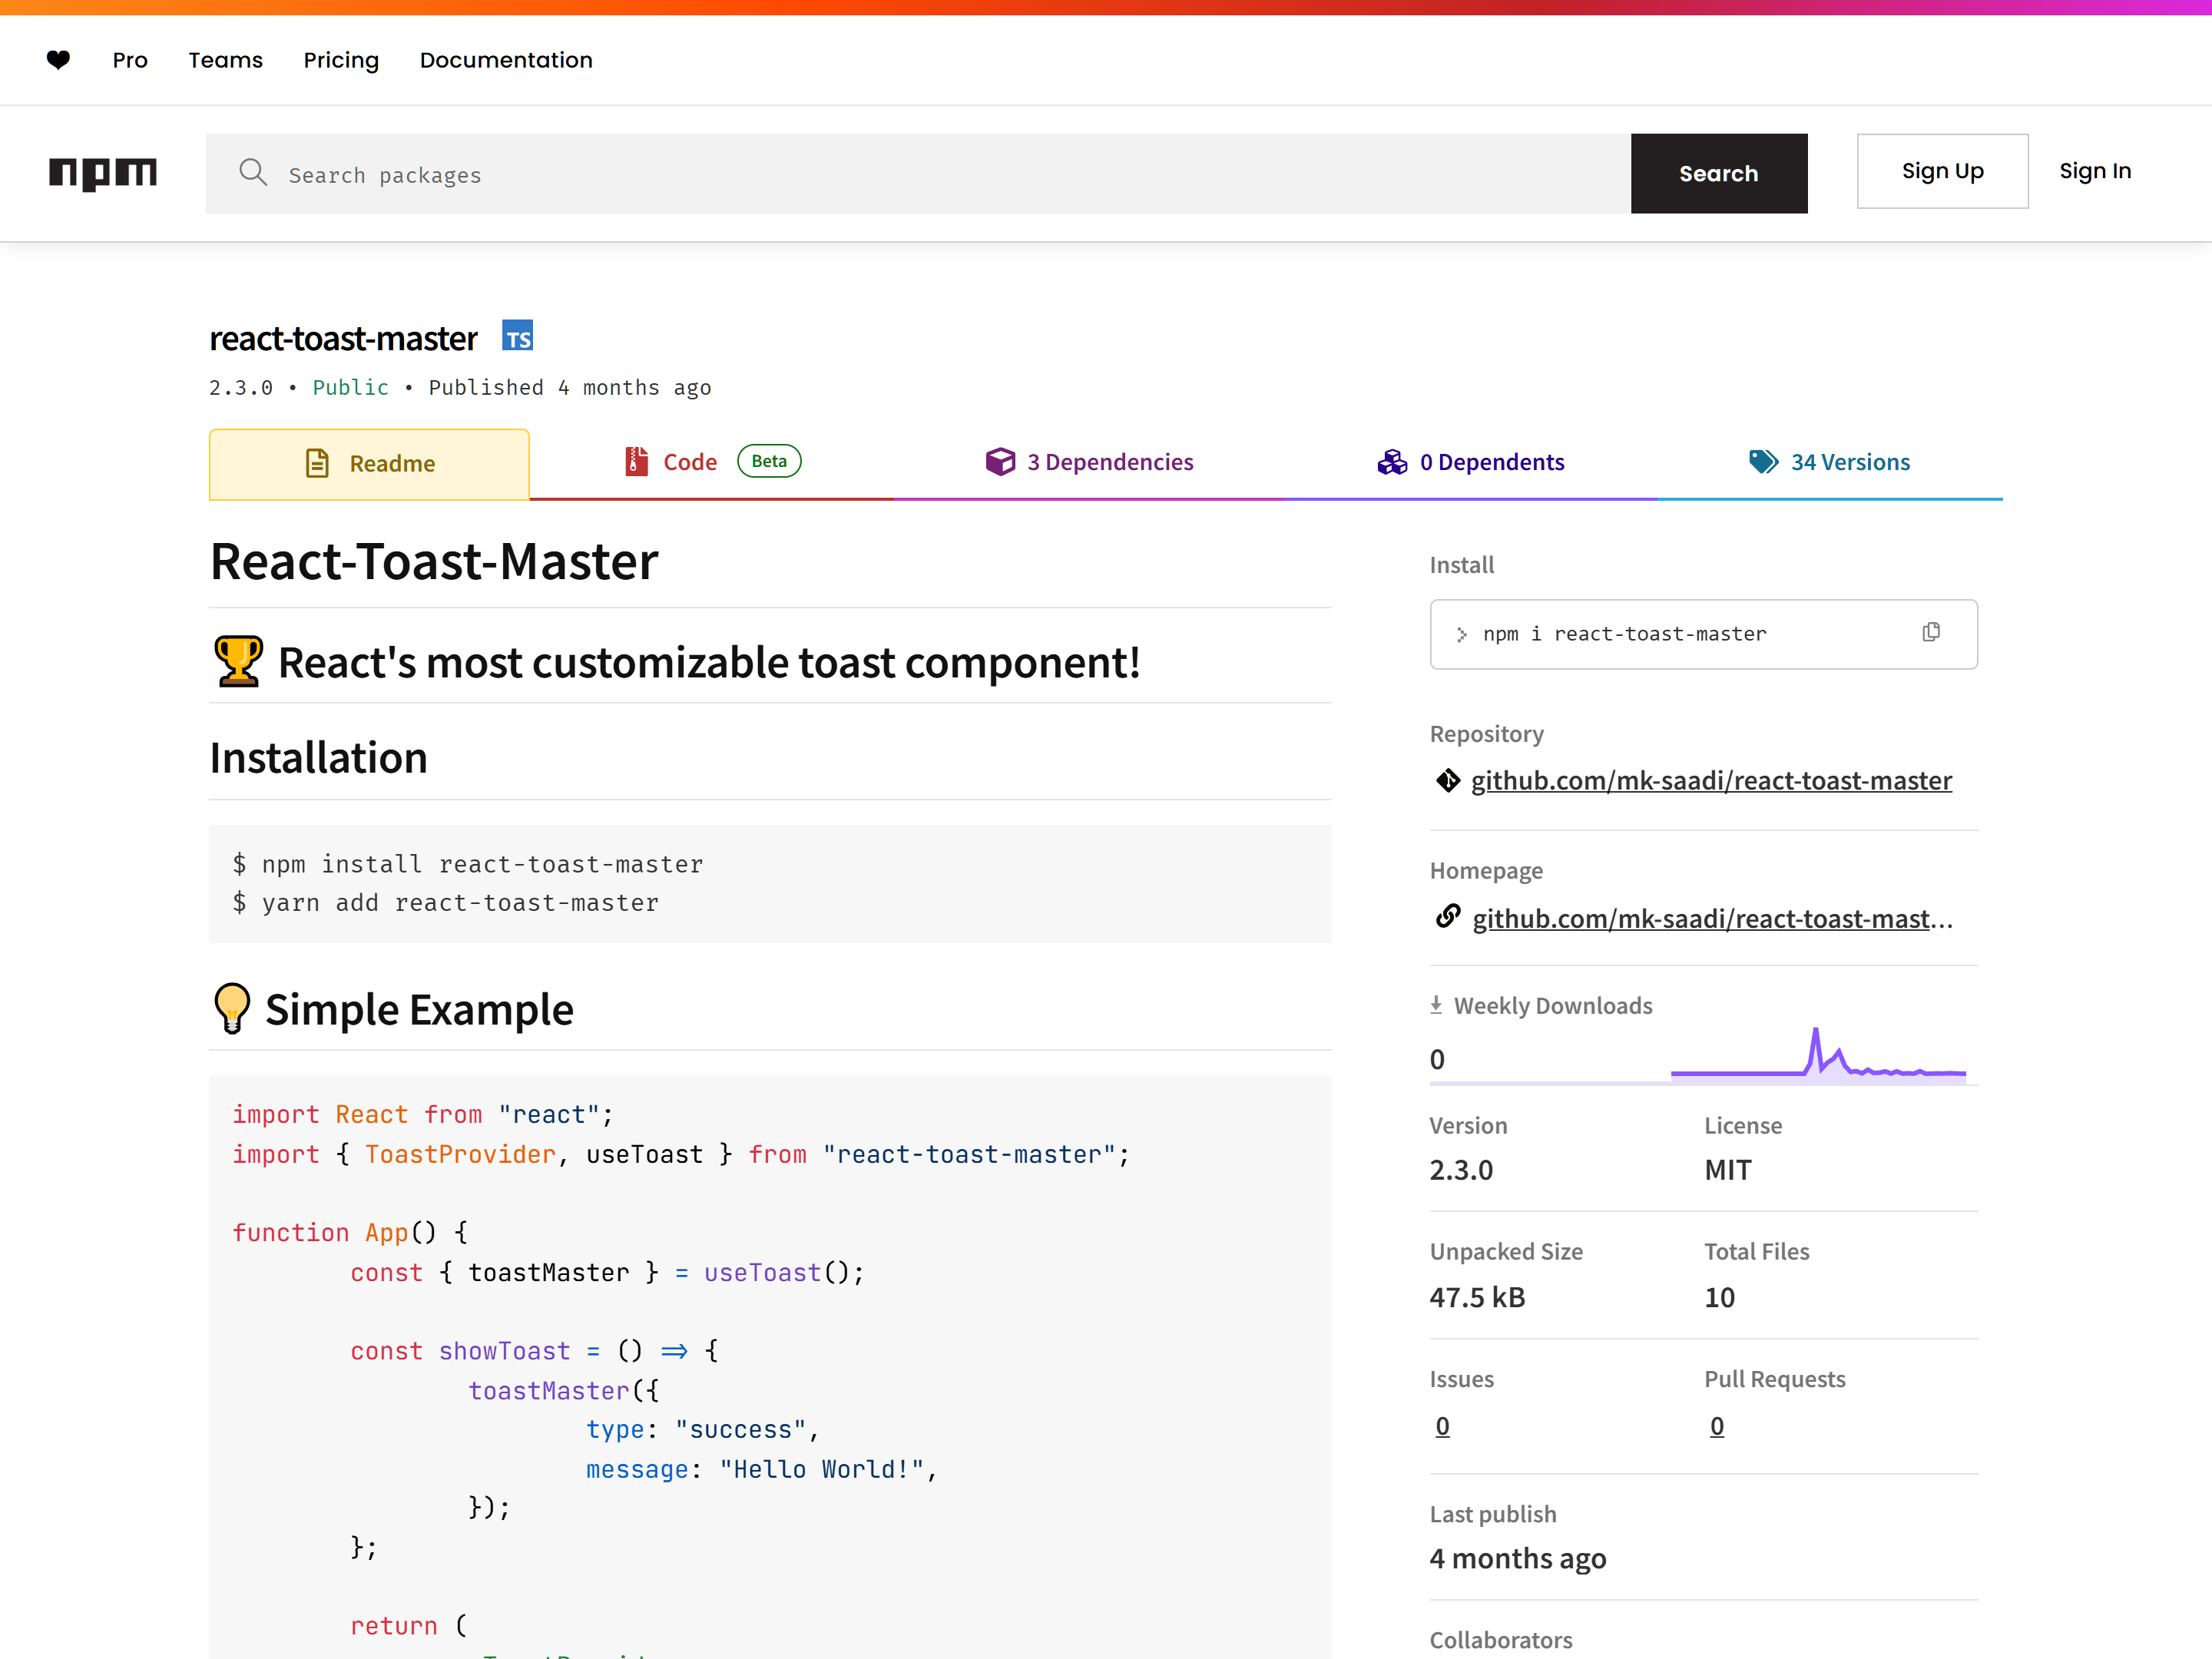 Pro Teams Pricing Documentation
npm
Search packages
Search
Sign Up
Sign In
react-toast-master TS
2.3.0 • Public • Published 4 months ago
Readme
Code Beta
3 Dependencies
0 Dependents
34 Versions
React-Toast-Master
🏆 React's most customizable toast component!
Installation
$ npm install react-toast-master
$ yarn add react-toast-master
💡 Simple Example
import React from "react";
import { ToastProvider, useToast } from "react-toast-master";
function App() {
const { toastMaster } = useToast();
const showToast = () => {
toastMaster({
type: "success",
message: "Hello World!",
});
};
return (
Install
npm i react-toast-master
Repository
github.com/mk-saadi/react-toast-master
Homepage
github.com/mk-saadi/react-toast-mast...
Weekly Downloads
0
Version
2.3.0
License
MIT
Unpacked Size
47.5 kB
Total Files
10
Issues
0
Pull Requests
0
Last publish
4 months ago
Collaborators